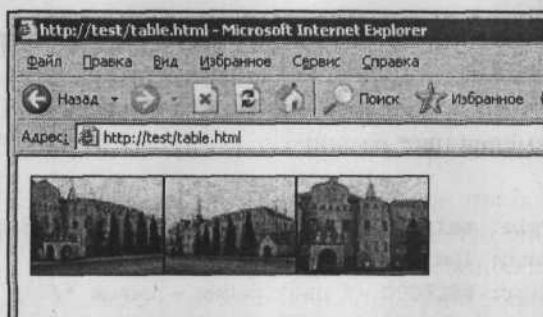 http://test/table.html - Microsoft Internet Explorer
Файл Правка Вид Избранное Сервис Справка
Назад Поиск Избранное
Адрес: http://test/table.html